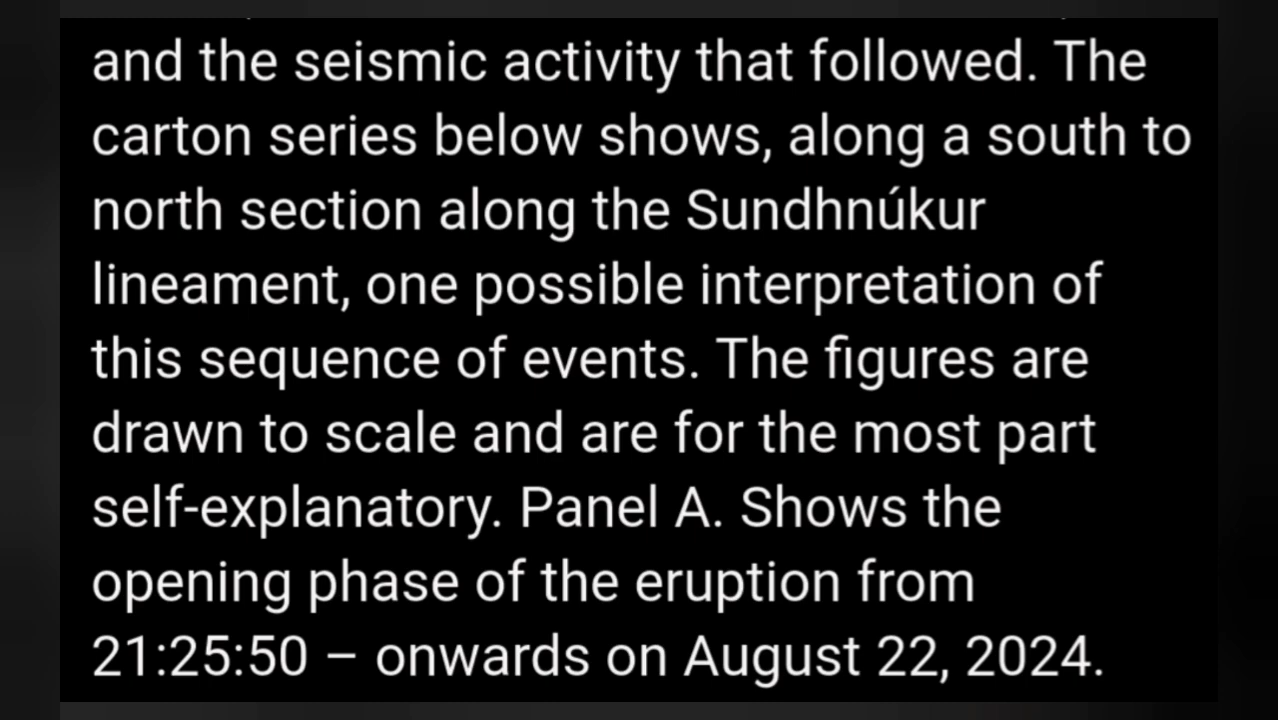 and the seismic activity that followed. The
carton series below shows, along a south to
north section along the Sundhnúkur
lineament, one possible interpretation of
this sequence of events. The figures are
drawn to scale and are for the most part
self-explanatory. Panel A. Shows the
opening phase of the eruption from
21:25:50 – onwards on August 22, 2024.